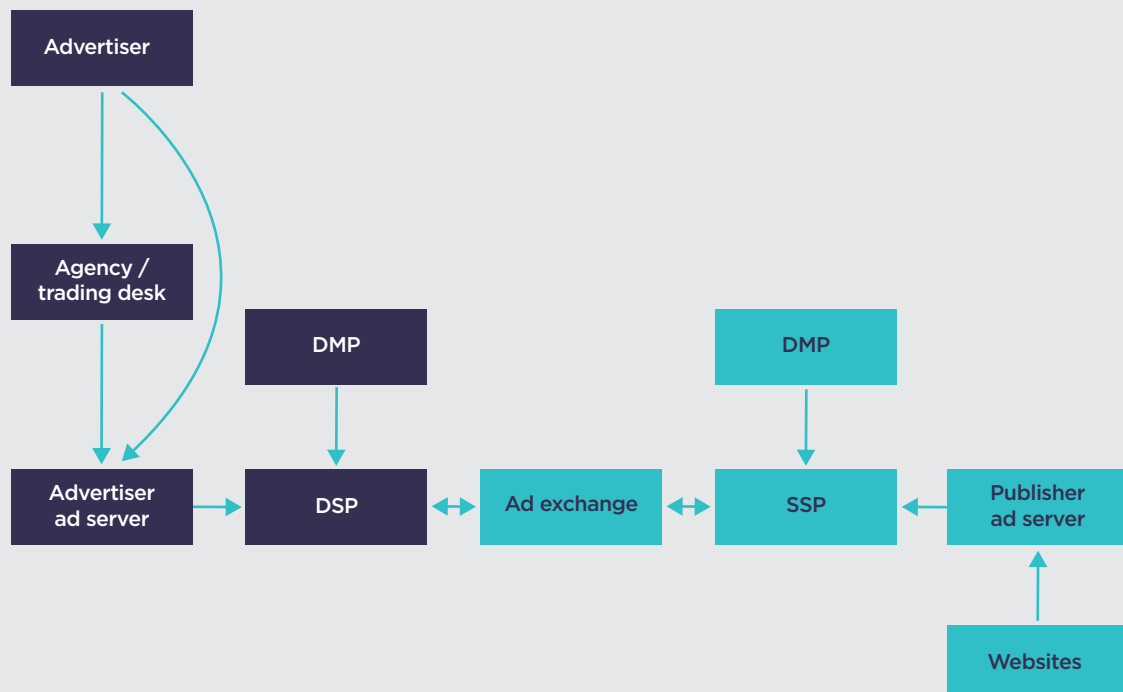 Advertiser
Agency /
trading desk
DMP
DMP
Advertiser
ad server
DSP
Ad exchange
SSP
Publisher
ad server
Websites